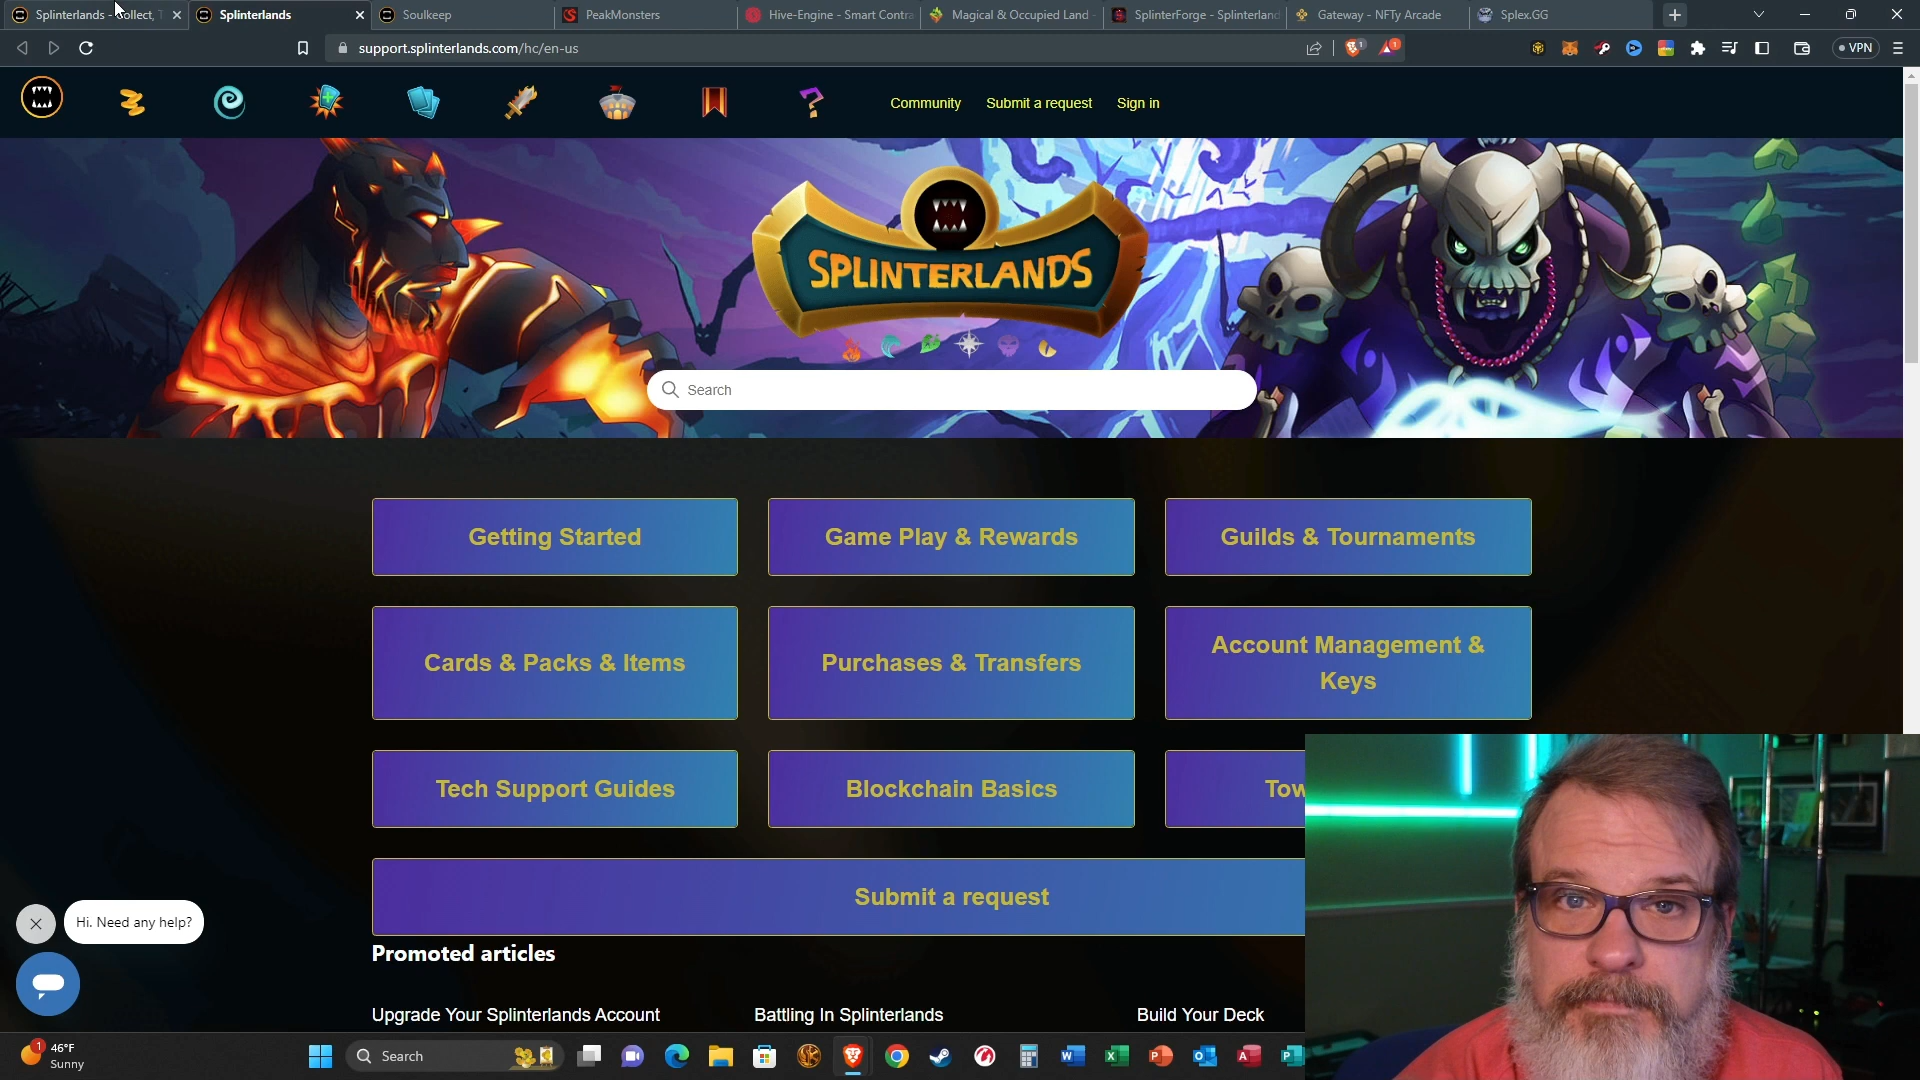 Splinterlands - Collect, T
Splinterlands
Soulkeep
PeakMonsters
Hive-Engine - Smart Contra
Magical & Occupied Land -
SplinterForge - Splinterland
Gateway - NFTy Arcade
Splex.GG
support.splinterlands.com/hc/en-us
1
1
VPN
Community
Submit a request
Sign in
SPLINTERLANDS
Search
Getting Started
Game Play & Rewards
Guilds & Tournaments
Cards & Packs & Items
Purchases & Transfers
Account Management &
Keys
Tech Support Guides
Blockchain Basics
Tow
Submit a request
Hi. Need any help?
Promoted articles
Upgrade Your Splinterlands Account
Battling In Splinterlands
Build Your Deck
1
46°F
Sunny
Search